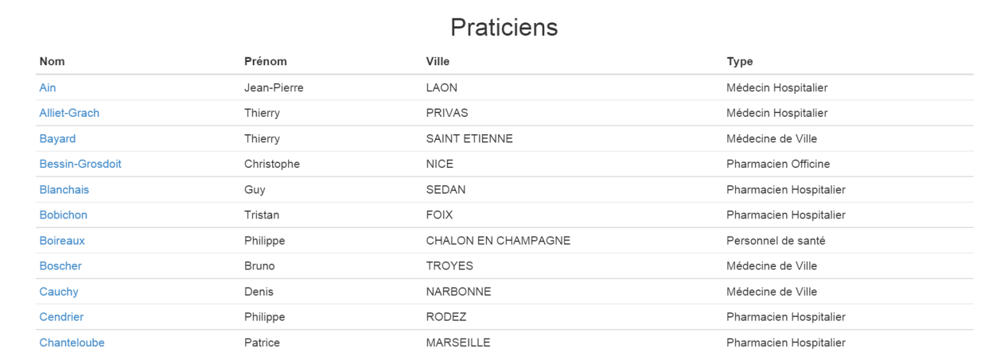 Praticiens
Nom Prénom Ville Type
Ain Jean-Pierre LAON Médecin Hospitalier
Alliet-Grach Thierry PRIVAS Médecin Hospitalier
Bayard Thierry SAINT ETIENNE Médecine de Ville
Bessin-Grosdoit Christophe NICE Pharmacien Officine
Blanchais Guy SEDAN Pharmacien Hospitalier
Bobichon Tristan FOIX Pharmacien Hospitalier
Boireaux Philippe CHALON EN CHAMPAGNE Personnel de santé
Boscher Bruno TROYES Médecine de Ville
Cauchy Denis NARBONNE Médecine de Ville
Cendrier Philippe RODEZ Pharmacien Hospitalier
Chanteloube Patrice MARSEILLE Pharmacien Hospitalier